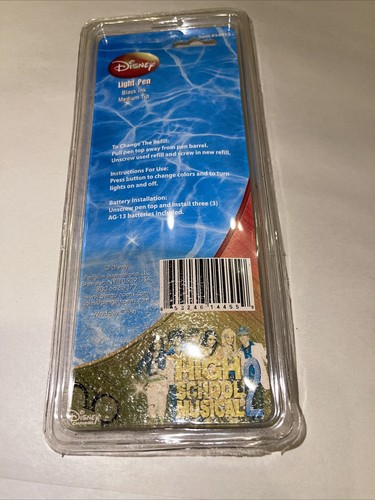 Disney
Light Pen
Black Ink
Medium Tip
To Change The Refill:
Pull pen top away from pen barrel.
Unscrew used refill and screw in new refill.
Instructions For Use:
Press button to change colors and to turn
lights on and off.
Battery Installation:
Unscrew pen top and install three (3)
AG-13 batteries included.
HIGH
SCHOOL
MUSICAL
2
Disney